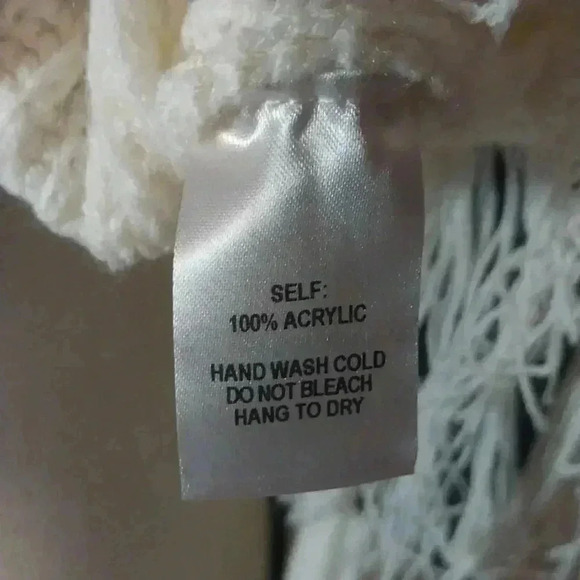 SELF:
100% ACRYLIC
HAND WASH COLD
DO NOT BLEACH
HANG TO DRY